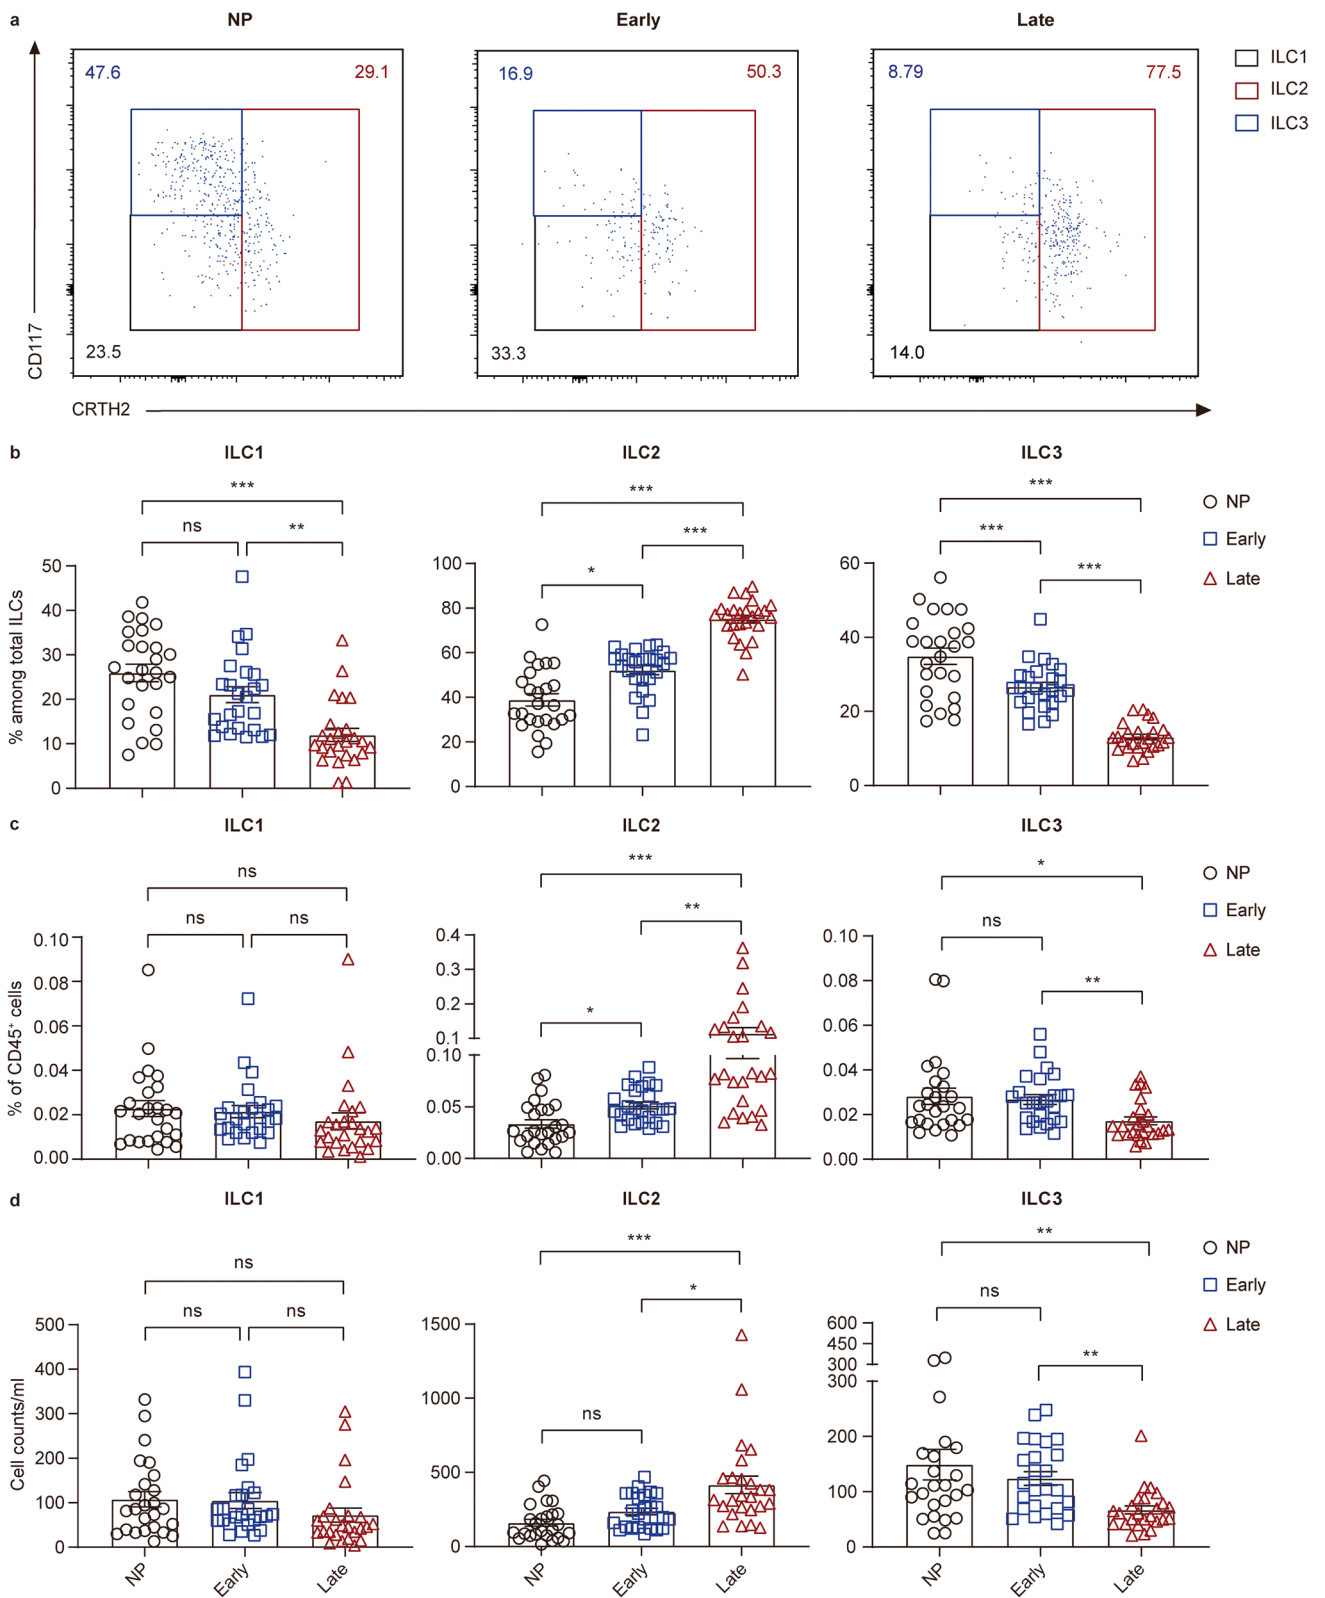 a
NP
Early
Late
47.6
29.1
16.9
50.3
8.79
77.5
ILC1
ILC2
ILC3
CD117
23.5
33.3
14.0
CRTH2
b
ILC1
ILC2
ILC3
***
ns
**
***
***
*
***
***
***
NP
Early
Late
% among total ILCs
50
40
30
20
10
0
100
80
60
40
20
0
60
40
20
0
c
ILC1
ILC2
ILC3
ns
ns
ns
***
**
*
*
ns
**
NP
Early
Late
% of CD45+ cells
0.10
0.08
0.06
0.04
0.02
0.00
0.4
0.3
0.2
0.1
0.10
0.05
0.00
0.10
0.08
0.06
0.04
0.02
0.00
d
ILC1
ILC2
ILC3
ns
ns
ns
***
*
ns
**
ns
**
NP
Early
Late
Cell counts/ml
500
400
300
200
100
0
1500
1000
500
0
600
450
300
300
200
100
0
NP
Early
Late
NP
Early
Late
NP
Early
Late